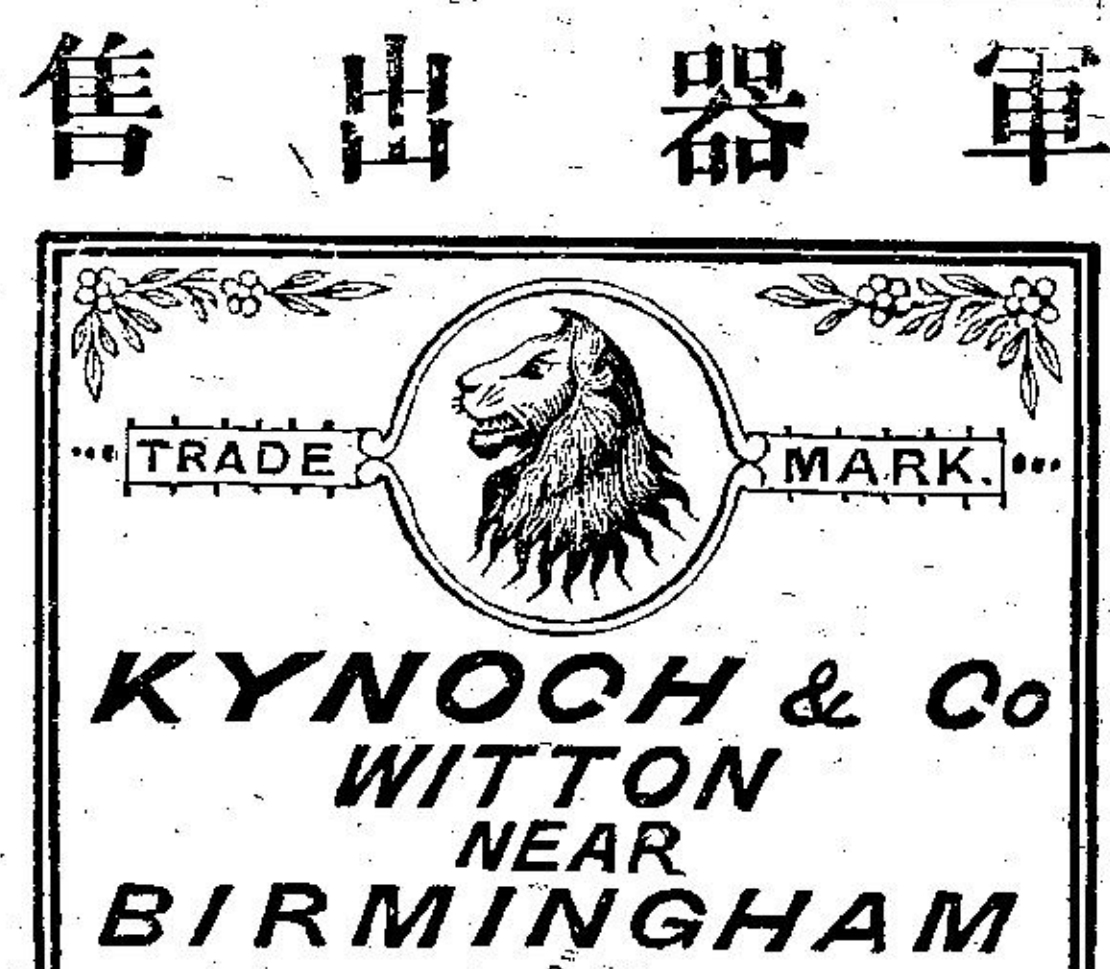 軍器出售
TRADE MARK.
KYNOCH & Co
WITTON
NEAR
BIRMINGHAM